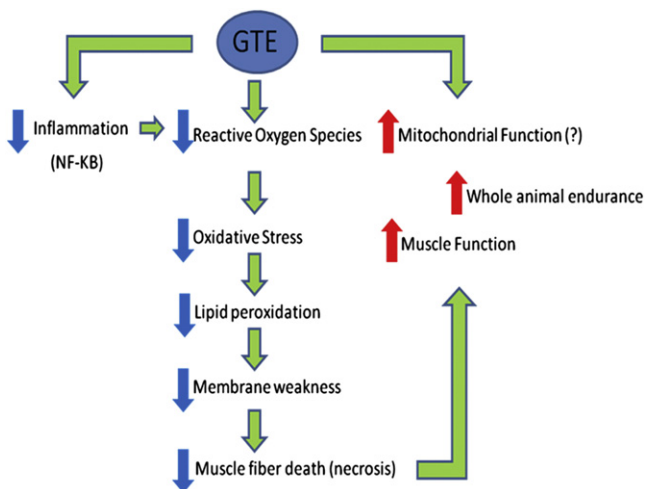 GTE
Inflammation
(NF-KB)
Reactive Oxygen Species
Mitochondrial Function (?)
Whole animal endurance
Oxidative Stress
Muscle Function
Lipid peroxidation
Membrane weakness
Muscle fiber death (necrosis)